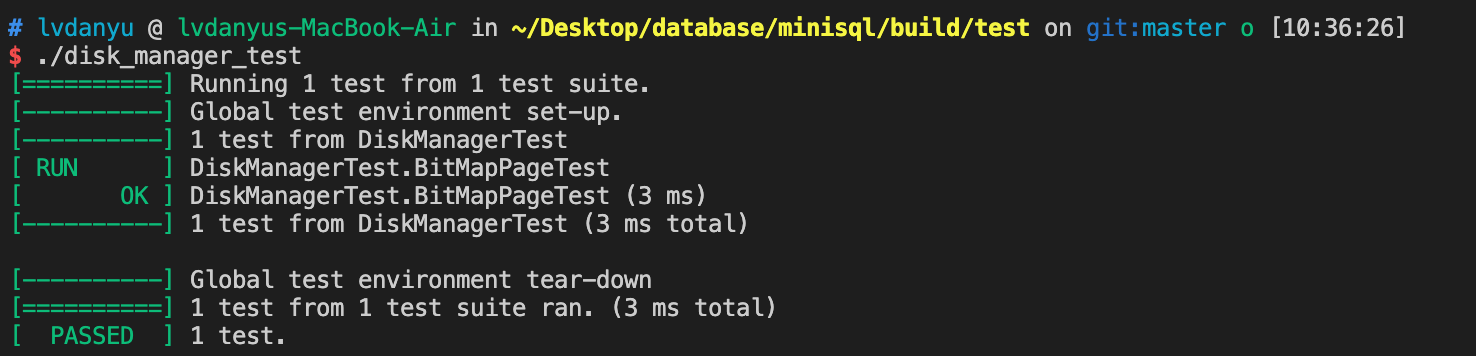 # lvdanyu @ lvdanyus-MacBook-Air in ~/Desktop/database/minisql/build/test on git:master o [10:36:26]
$ ./disk_manager_test
[==========] Running 1 test from 1 test suite.
[----------] Global test environment set-up.
[----------] 1 test from DiskManagerTest
[ RUN      ] DiskManagerTest.BitMapPageTest
[       OK ] DiskManagerTest.BitMapPageTest (3 ms)
[----------] 1 test from DiskManagerTest (3 ms total)

[----------] Global test environment tear-down
[==========] 1 test from 1 test suite ran. (3 ms total)
[  PASSED  ] 1 test.